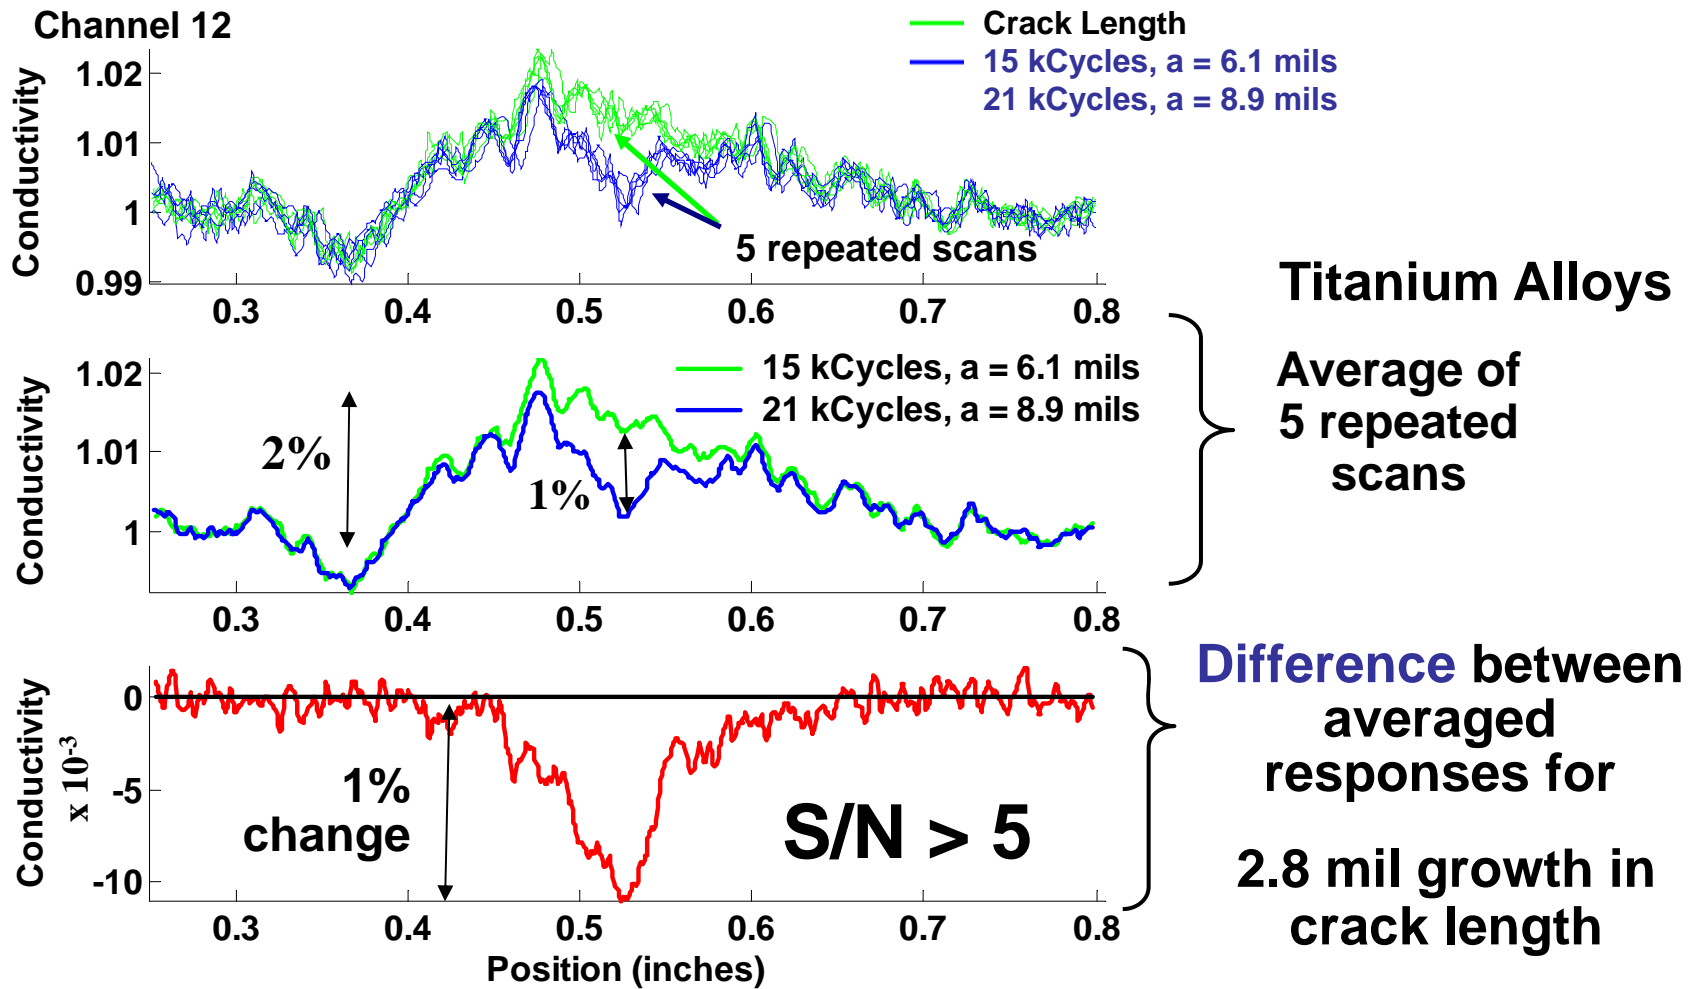 Channel 12
Crack Length
15 kCycles, a = 6.1 mils
21 kCycles, a = 8.9 mils
Conductivity
1.02
1.01
1
0.99
5 repeated scans
0.3 0.4 0.5 0.6 0.7 0.8
Titanium Alloys
Conductivity
1.02
1.01
1
15 kCycles, a = 6.1 mils
21 kCycles, a = 8.9 mils
2%
1%
0.3 0.4 0.5 0.6 0.7 0.8
Average of
5 repeated
scans
Conductivity
x 10⁻³
0
-5
-10
1%
change
S/N > 5
0.3 0.4 0.5 0.6 0.7 0.8
Position (inches)
Difference between
averaged
responses for
2.8 mil growth in
crack length